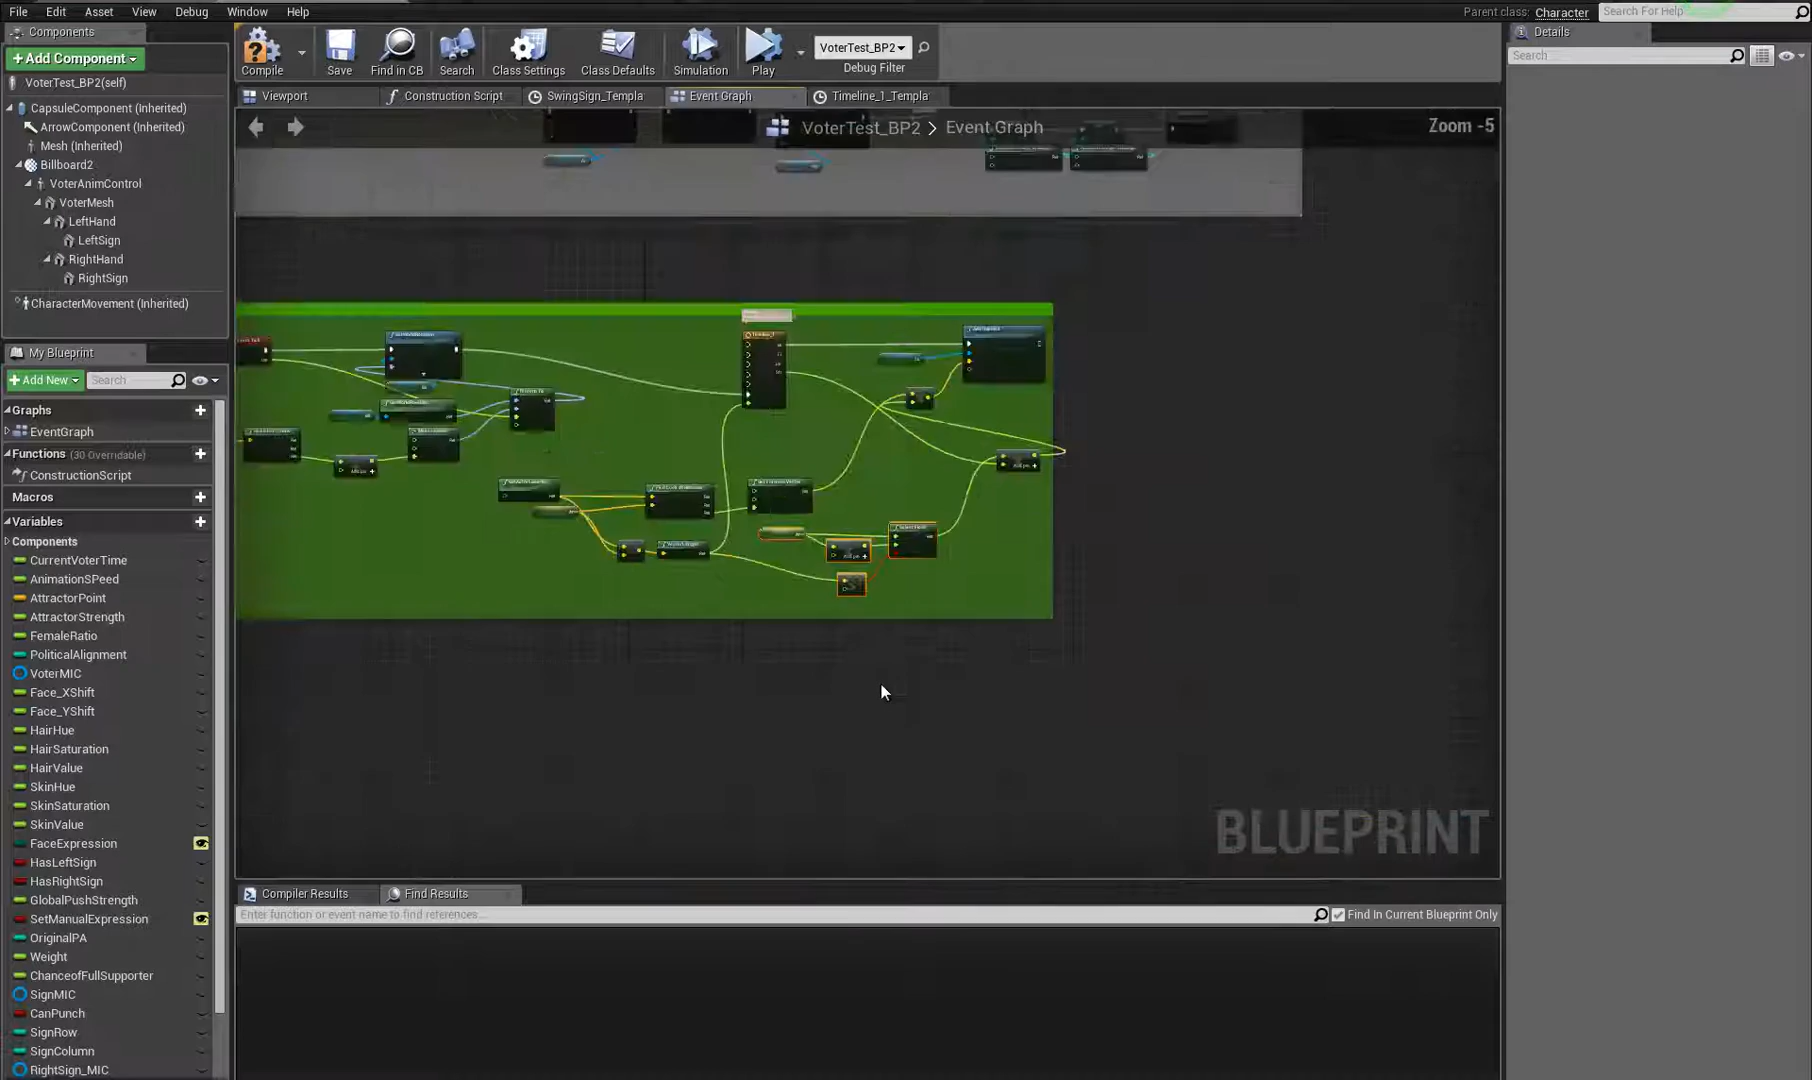 File Edit Asset View Debug Window Help
Parent class: Character Search For Help
Components
Details
+Add Component
Compile Save Find in CB Search Class Settings Class Defaults Simulation Play VoterTest_BP2 Debug Filter
Search
VoterTest_BP2(self)
Viewport Construction Script SwingSign_Templa Event Graph Timeline_1_Templa
CapsuleComponent (Inherited)
ArrowComponent (Inherited)
VoterTest_BP2 > Event Graph
Zoom -5
Mesh (Inherited)
Billboard2
VoterAnimControl
VoterMesh
LeftHand
LeftSign
RightHand
RightSign
CharacterMovement (Inherited)
My Blueprint
+Add New Search
Graphs
EventGraph
Functions (30 Overridable)
ConstructionScript
Macros
Variables
Components
CurrentVoterTime
AnimationSPeed
AttractorPoint
AttractorStrength
FemaleRatio
PoliticalAlignment
VoterMIC
Face_XShift
Face_YShift
HairHue
HairSaturation
HairValue
SkinHue
SkinSaturation
SkinValue
FaceExpression
HasLeftSign
HasRightSign
GlobalPushStrength
SetManualExpression
OriginalPA
Weight
ChanceofFullSupporter
SignMIC
CanPunch
SignRow
SignColumn
RightSign_MIC
BLUEPRINT
Compiler Results Find Results
Enter function or event name to find references...
Find In Current Blueprint Only